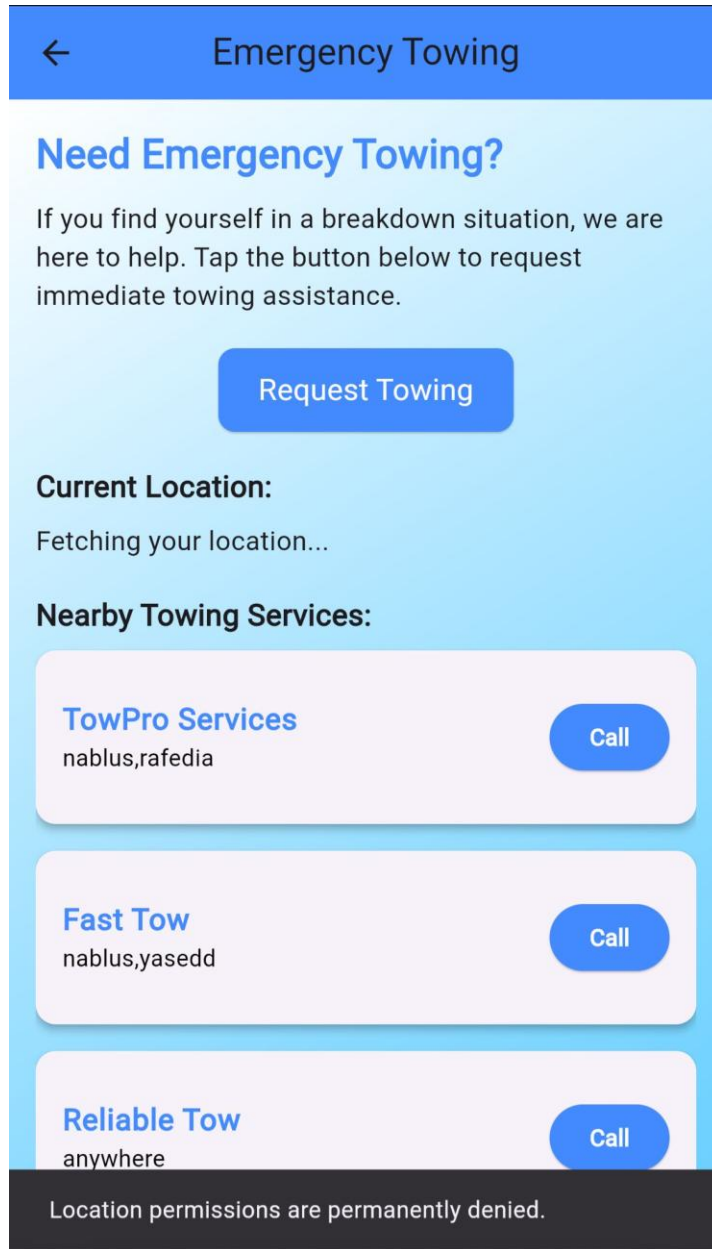 Emergency Towing
Need Emergency Towing?
If you find yourself in a breakdown situation, we are
here to help. Tap the button below to request
immediate towing assistance.
Request Towing
Current Location:
Fetching your location...
Nearby Towing Services:
TowPro Services
nablus,rafedia
Call
Fast Tow
nablus,yasedd
Call
Reliable Tow
anywhere
Call
Location permissions are permanently denied.